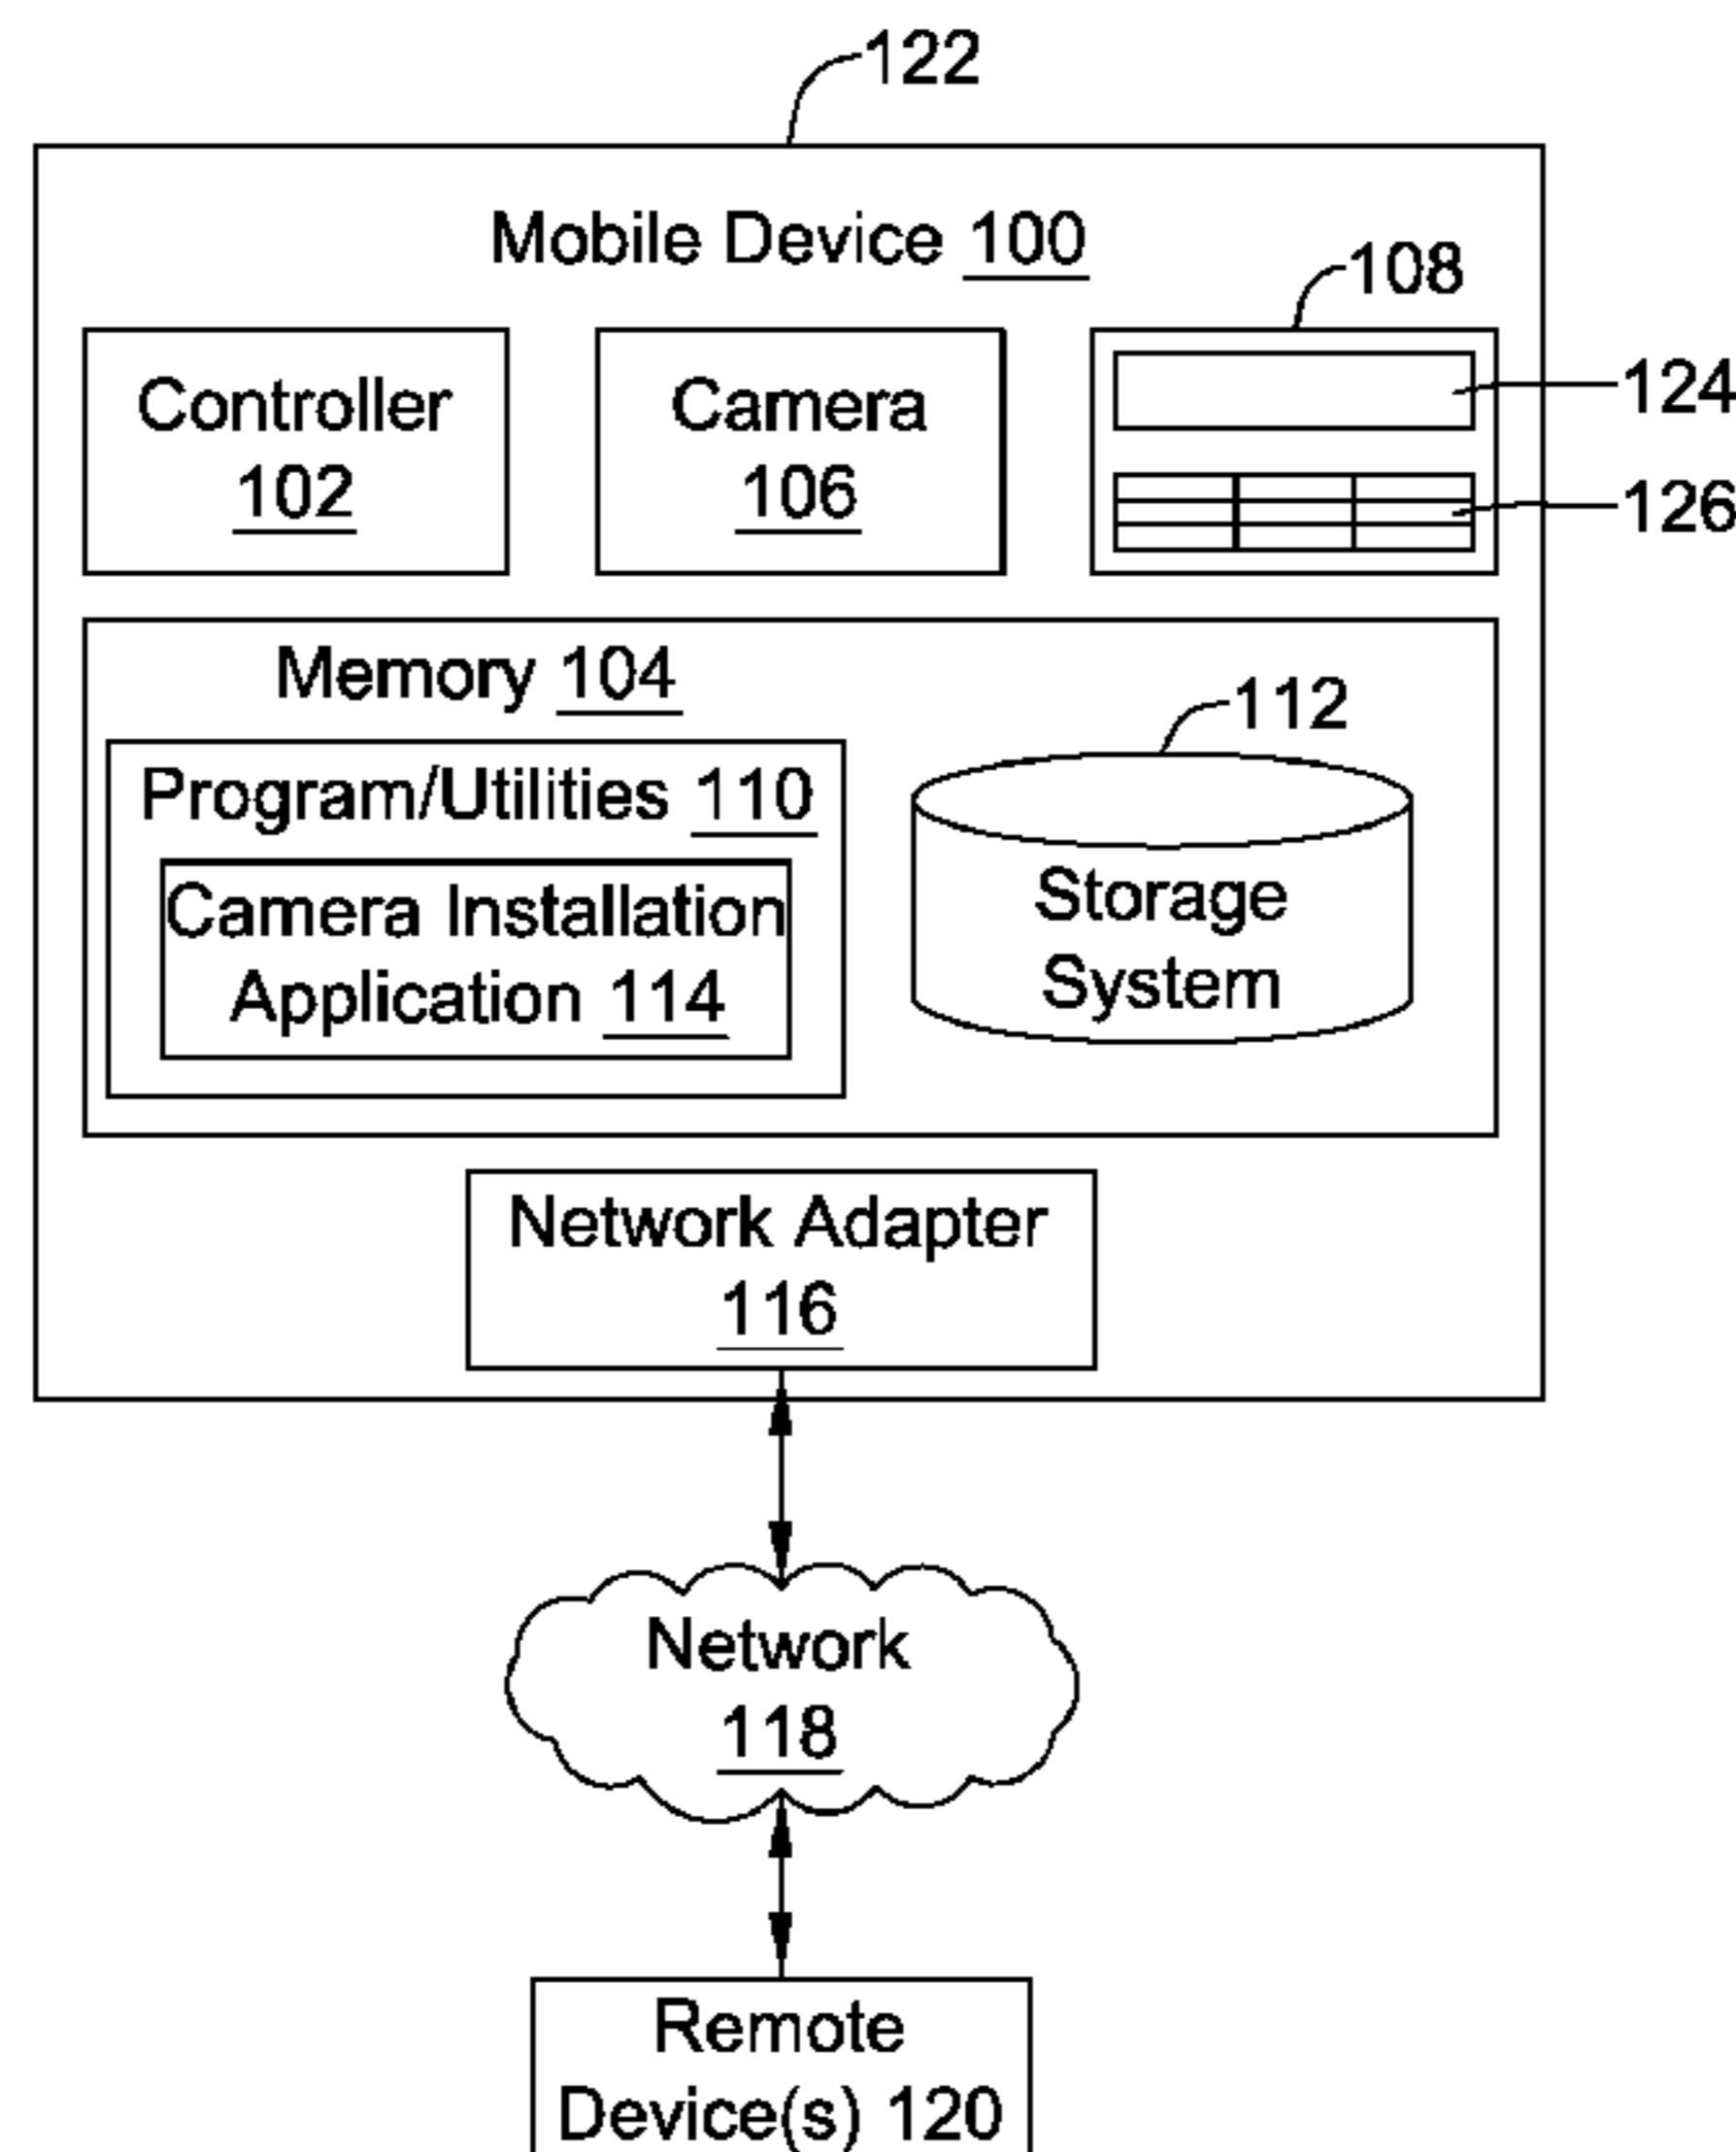 122
Mobile Device 100
108
Controller
102
Camera
106
124
126
Memory 104
112
Program/Utilities 110
Camera Installation
Application 114
Storage
System
Network Adapter
116
Network
118
Remote
Device(s) 120